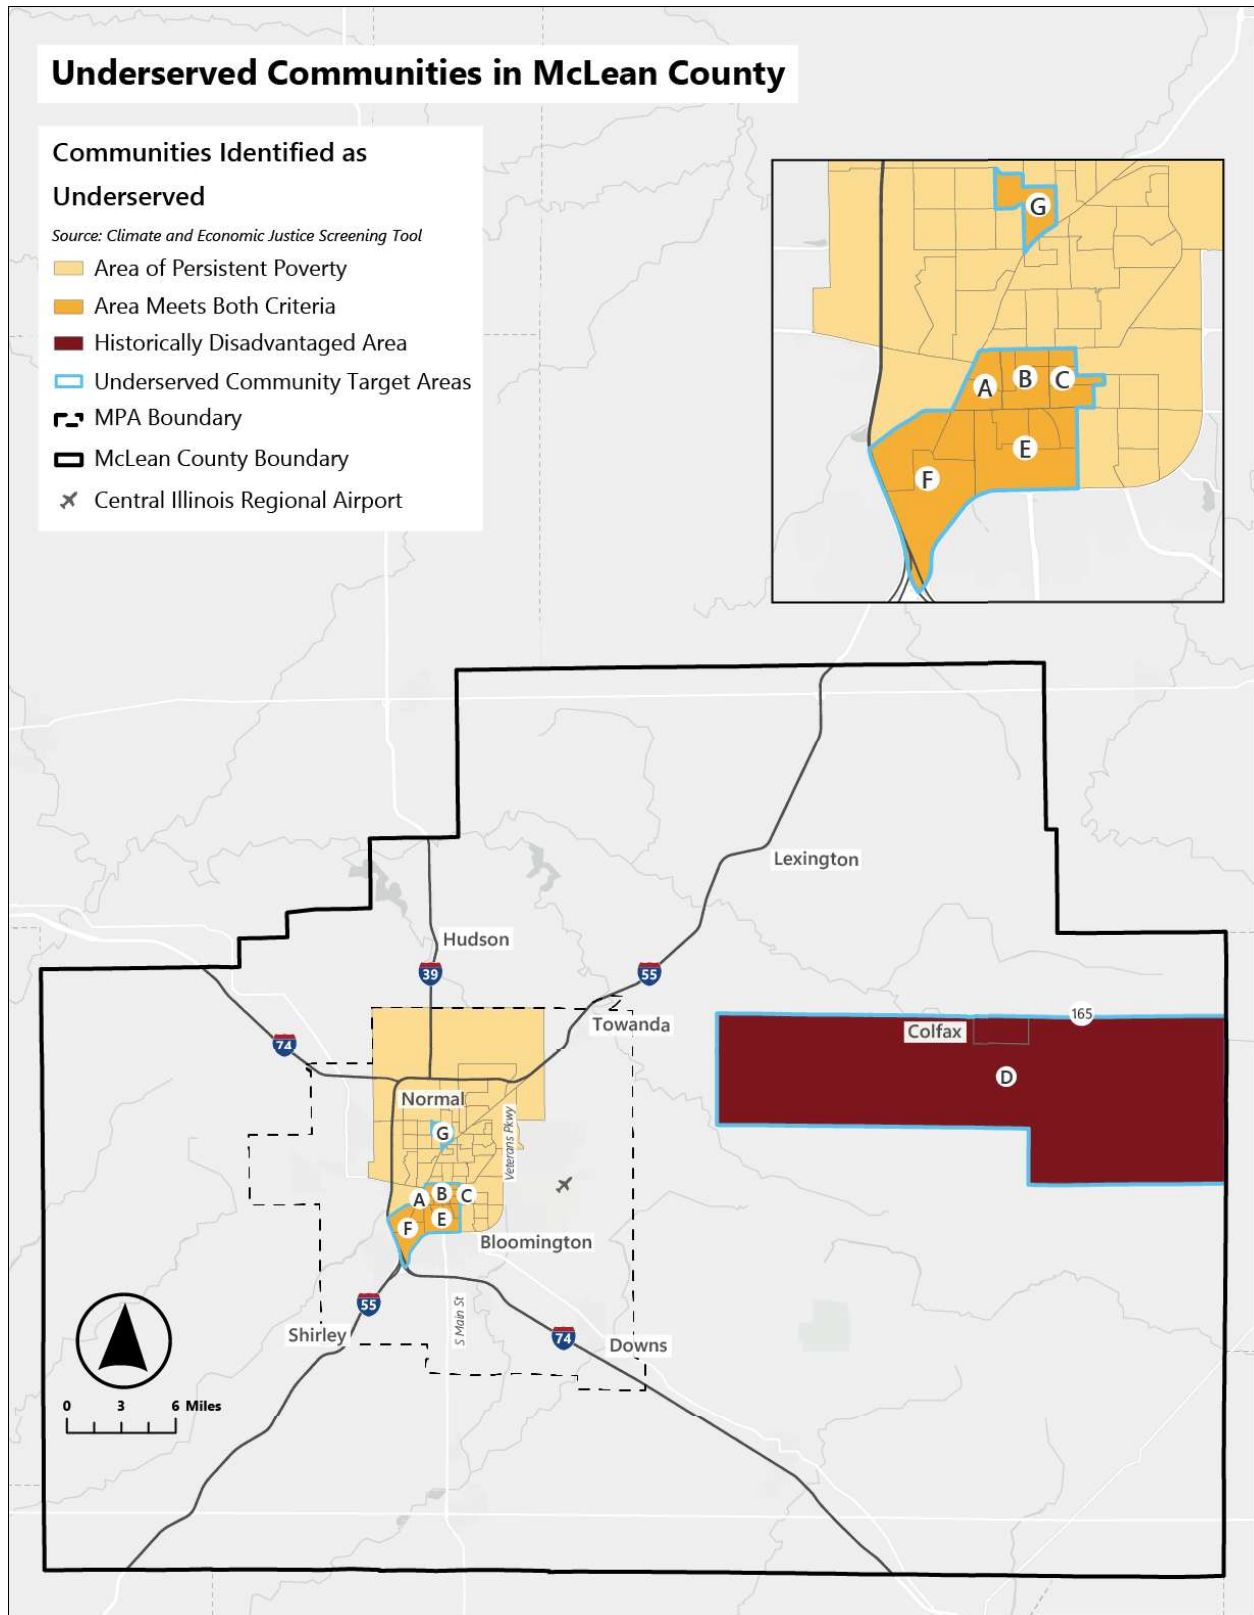 Underserved Communities in McLean County
Communities Identified as
Underserved
Source: Climate and Economic Justice Screening Tool
Area of Persistent Poverty
Area Meets Both Criteria
Historically Disadvantaged Area
Underserved Community Target Areas
MPA Boundary
McLean County Boundary
Central Illinois Regional Airport
G
A
B
C
E
F
Lexington
Hudson
39
55
Towanda
165
Colfax
74
D
Normal
G
Veterans Pkwy
A
B
C
F
E
Bloomington
55
S Main St
Shirley
74
Downs
0 3 6 Miles